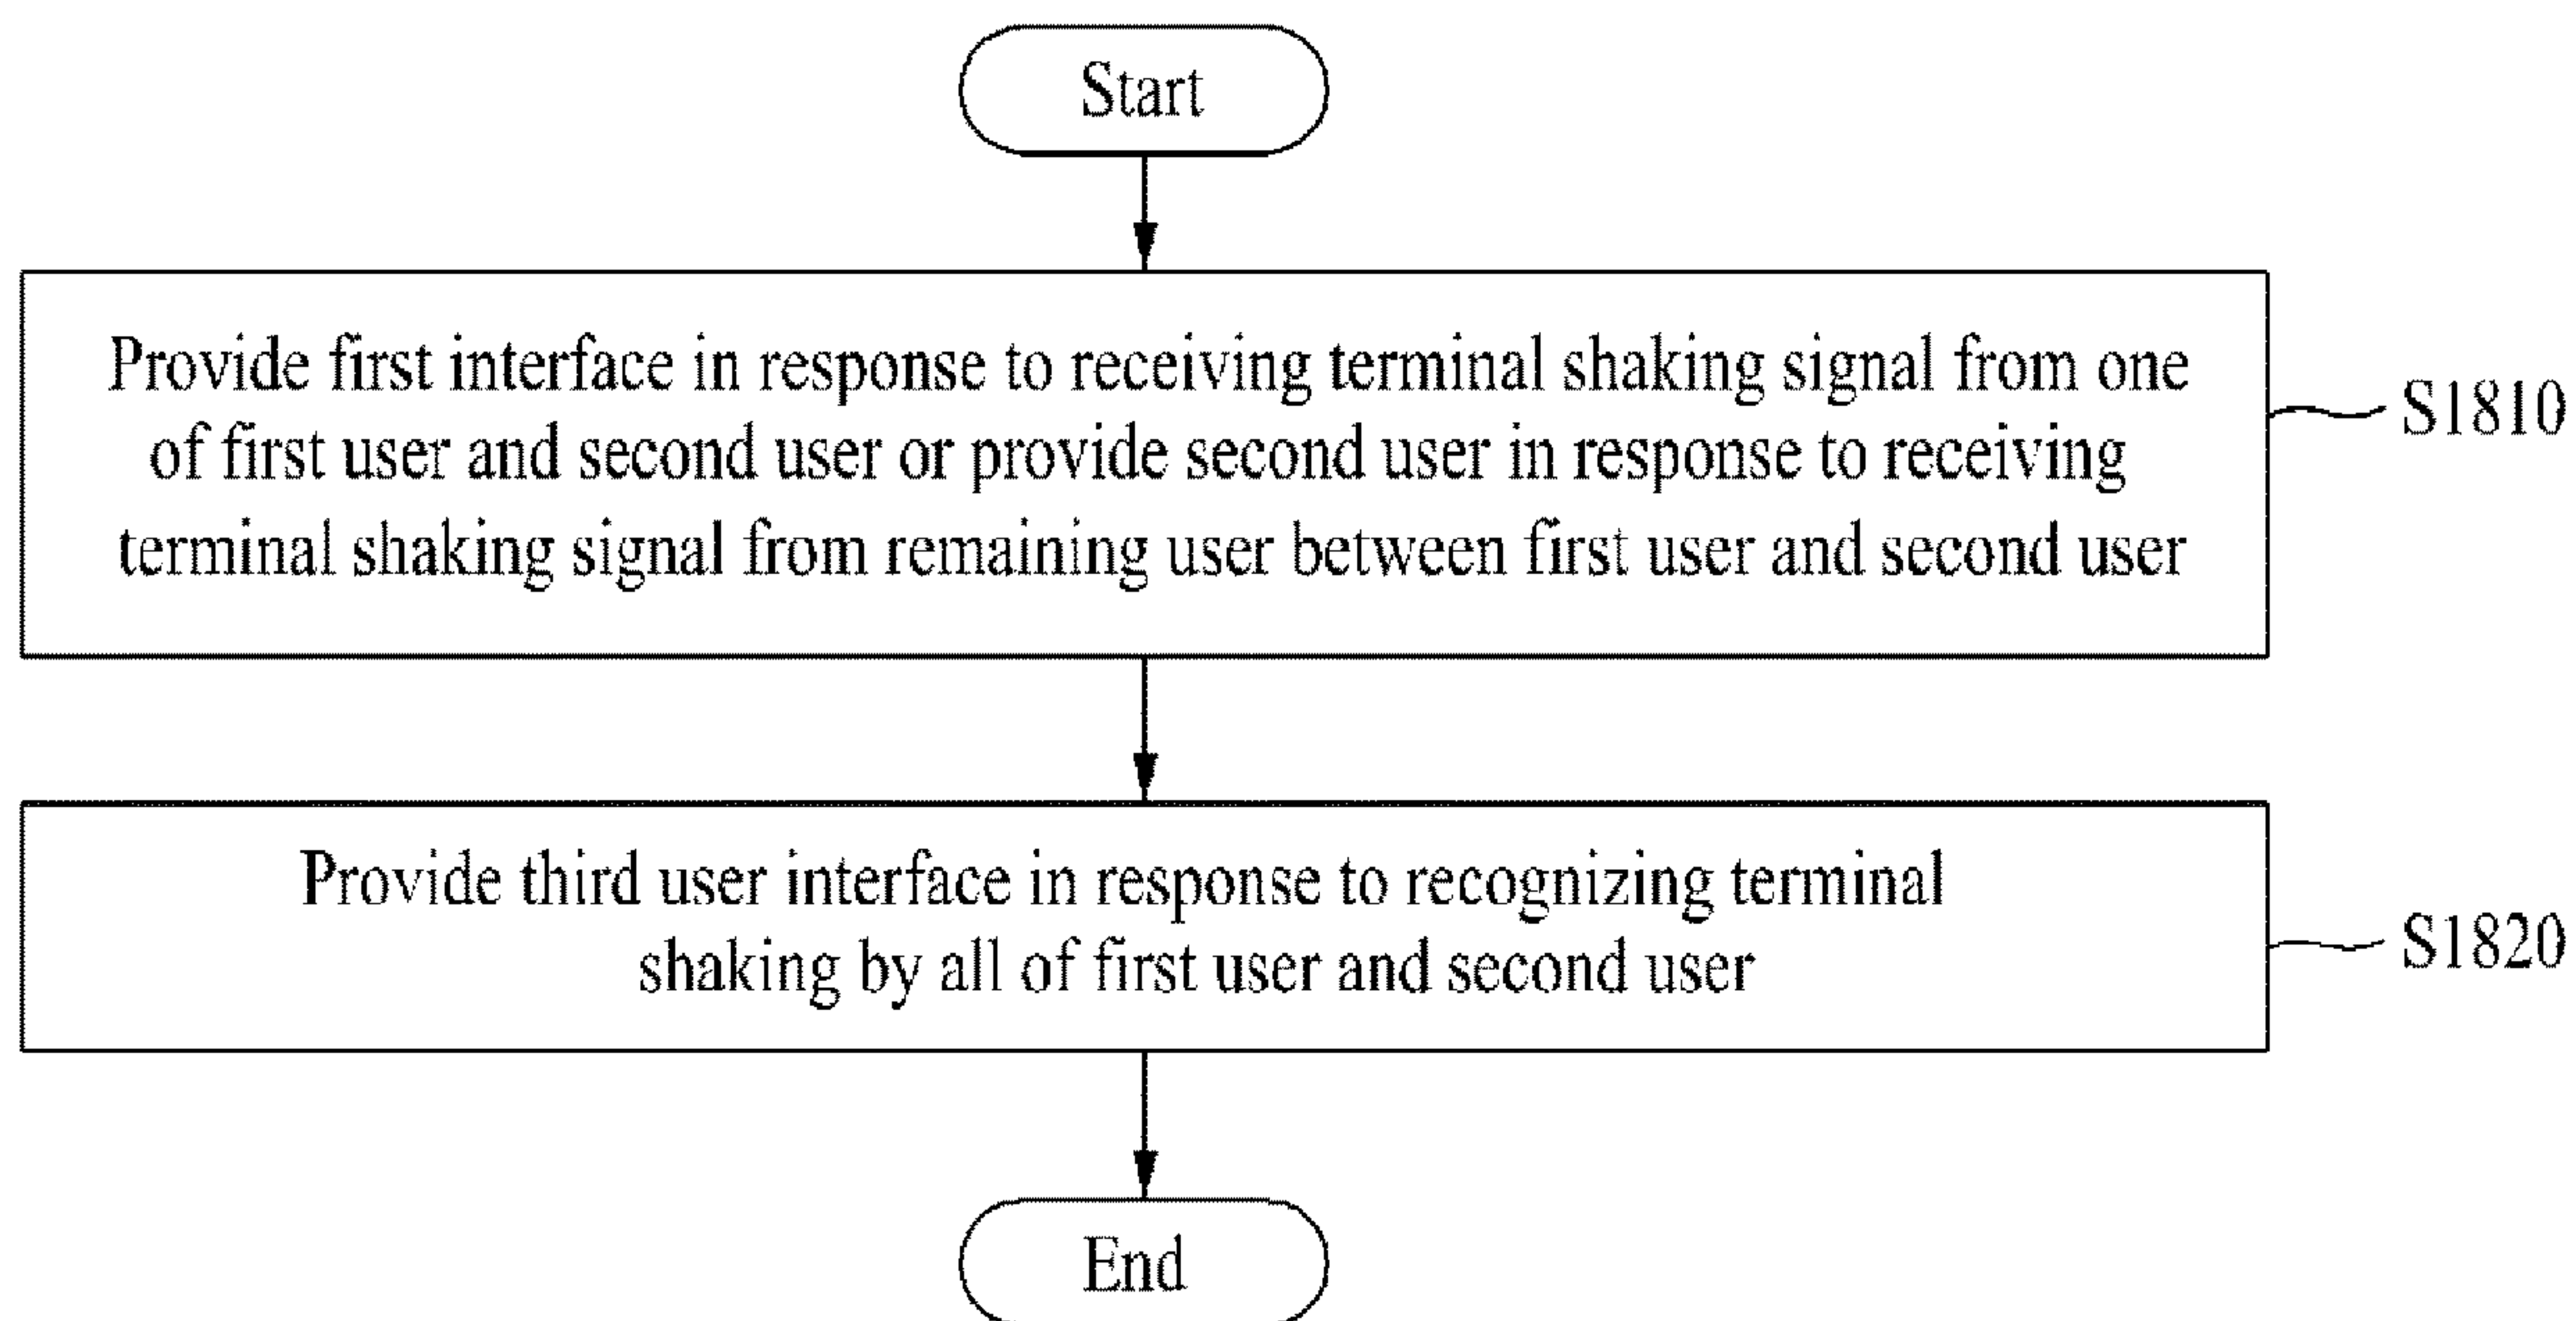 Start
Provide first interface in response to receiving terminal shaking signal from one
of first user and second user or provide second user in response to receiving
terminal shaking signal from remaining user between first user and second user
S1810
Provide third user interface in response to recognizing terminal
shaking by all of first user and second user
S1820
End